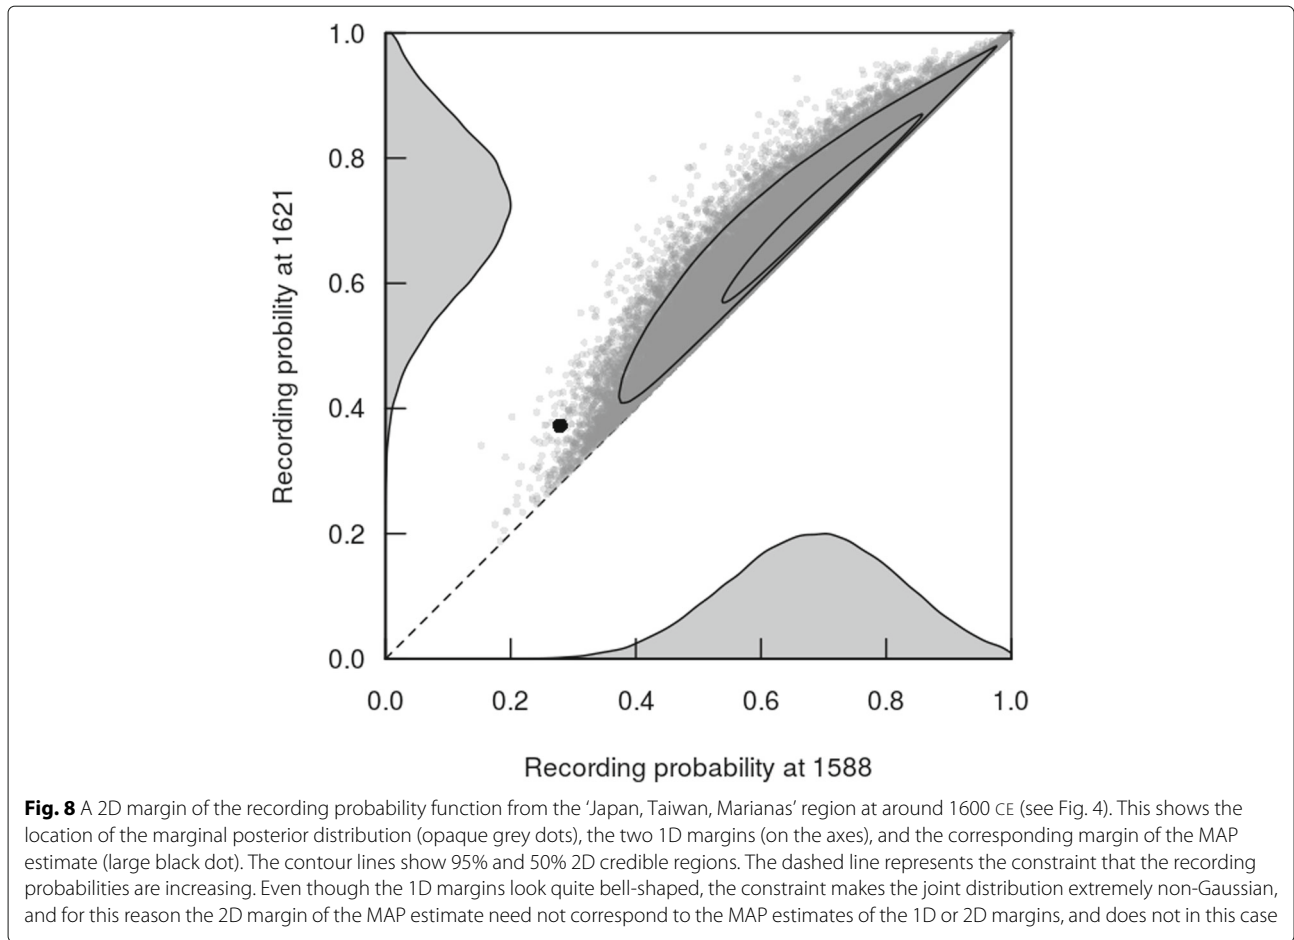 1.0
0.8
0.6
0.4
0.2
0.0
Recording probility at 1621
0.0 0.2 0.4 0.6 0.8 1.0
Recording probability at 1588
Fig. 8 A 2D margin of the recording probability function from the ‘Japan, Taiwan, Marianas’ region at around 1600 CE (see Fig. 4). This shows the
location of the marginal posterior distribution (opaque grey dots), the two 1D margins (on the axes), and the corresponding margin of the MAP
estimate (large black dot). The contour lines show 95% and 50% 2D credible regions. The dashed line represents the constraint that the recording
probabilities are increasing. Even though the 1D margins look quite bell-shaped, the constraint makes the joint distribution extremely non-Gaussian,
and for this reason the 2D margin of the MAP estimate need not correspond to the MAP estimates of the 1D or 2D margins, and does not in this case